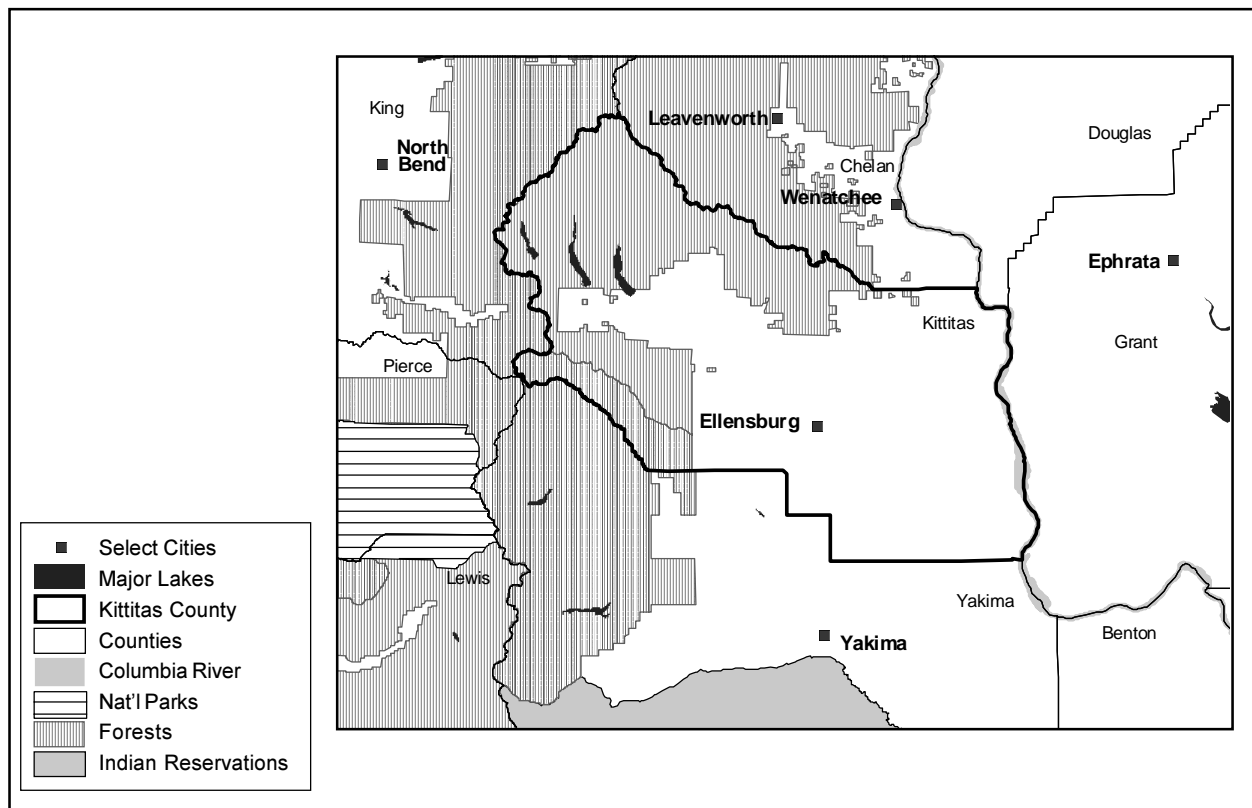 King
North
Bend
Leavenworth
Chelan
Douglas
Wenatchee
Ephrata
Kittitas
Grant
Pierce
Ellensburg
Lewis
Yakima
Benton
Yakima
Select Cities
Major Lakes
Kittitas County
Counties
Columbia River
Nat'l Parks
Forests
Indian Reservations